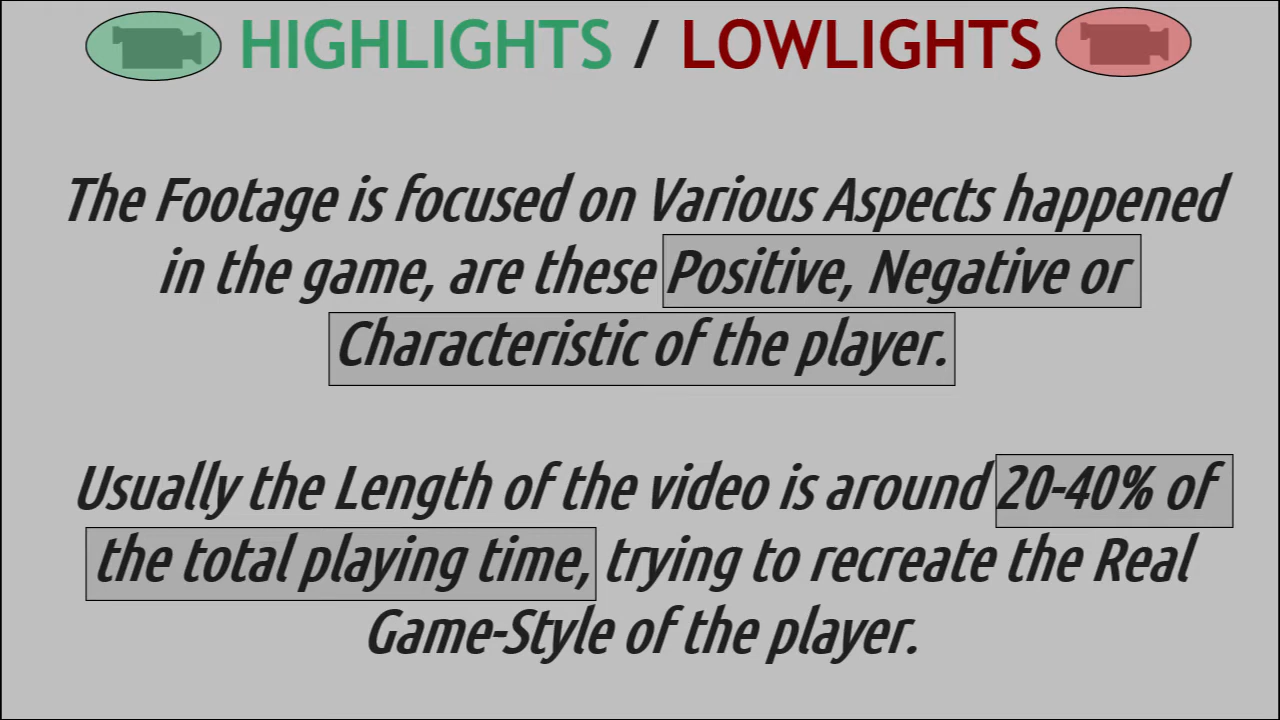 HIGHLIGHTS / LOWLIGHTS
The Footage is focused on Various Aspects happened
in the game, are these Positive, Negative or
Characteristic of the player.
Usually the Length of the video is around 20-40% of
the total playing time, trying to recreate the Real
Game-Style of the player.